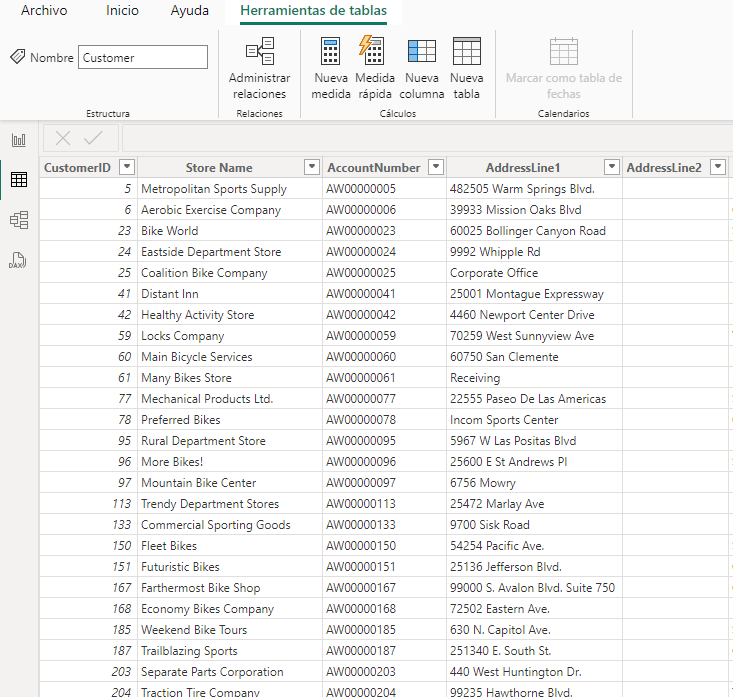 Archivo Inicio Ayuda Herramientas de tablas
Nombre Customer
Administrar relaciones
Nueva medida
Medida rápida
Nueva columna
Nueva tabla
Marcar como tabla de fechas
Estructura Relaciones Cálculos Calendarios
DAX
CustomerID Store Name AccountNumber AddressLine1 AddressLine2
5 Metropolitan Sports Supply AW00000005 482505 Warm Springs Blvd.
6 Aerobic Exercise Company AW00000006 39933 Mission Oaks Blvd
23 Bike World AW00000023 60025 Bollinger Canyon Road
24 Eastside Department Store AW00000024 9992 Whipple Rd
25 Coalition Bike Company AW00000025 Corporate Office
41 Distant Inn AW00000041 25001 Montague Expressway
42 Healthy Activity Store AW00000042 4460 Newport Center Drive
59 Locks Company AW00000059 70259 West Sunnyview Ave
60 Main Bicycle Services AW00000060 60750 San Clemente
61 Many Bikes Store AW00000061 Receiving
77 Mechanical Products Ltd. AW00000077 22555 Paseo De Las Americas
78 Preferred Bikes AW00000078 Incom Sports Center
95 Rural Department Store AW00000095 5967 W Las Positas Blvd
96 More Bikes! AW00000096 25600 E St Andrews Pl
97 Mountain Bike Center AW00000097 6756 Mowry
113 Trendy Department Stores AW00000113 25472 Marlay Ave
133 Commercial Sporting Goods AW00000133 9700 Sisk Road
150 Fleet Bikes AW00000150 54254 Pacific Ave.
151 Futuristic Bikes AW00000151 25136 Jefferson Blvd.
167 Farthermost Bike Shop AW00000167 99000 S. Avalon Blvd. Suite 750
168 Economy Bikes Company AW00000168 72502 Eastern Ave.
185 Weekend Bike Tours AW00000185 630 N. Capitol Ave.
187 Trailblazing Sports AW00000187 251340 E. South St.
203 Separate Parts Corporation AW00000203 440 West Huntington Dr.
204 Traction Tire Company AW00000204 99235 Hawthorne Blvd.